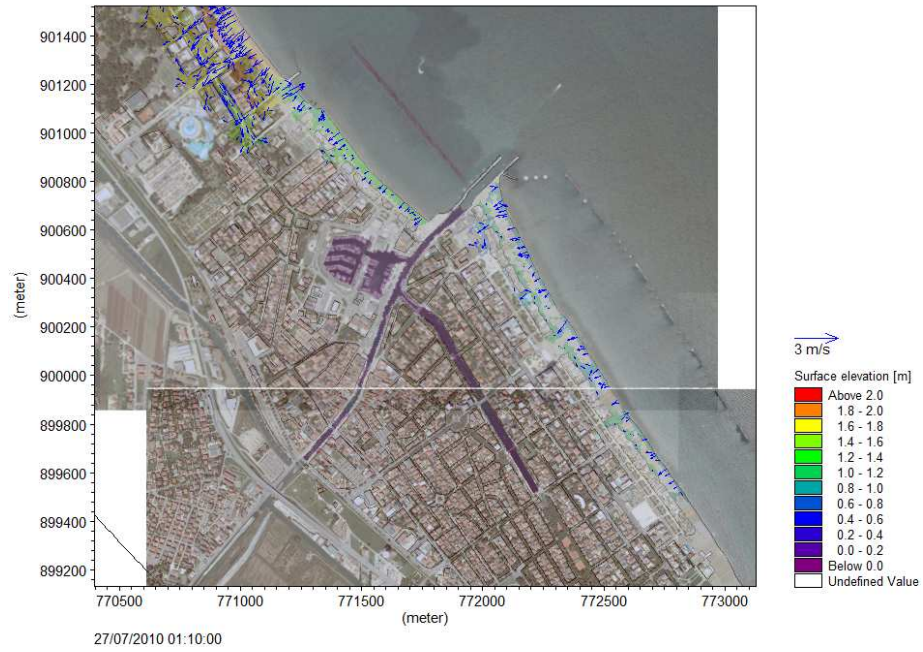 901400
901200
901000
900800
900600
900400
900200
900000
899800
899600
899400
899200
(meter)
770500 771000 771500 772000 772500 773000
(meter)
27/07/2010 01:10:00
3 m/s
Surface elevation [m]
Above 2.0
1.8 - 2.0
1.6 - 1.8
1.4 - 1.6
1.2 - 1.4
1.0 - 1.2
0.8 - 1.0
0.6 - 0.8
0.4 - 0.6
0.2 - 0.4
0.0 - 0.2
Below 0.0
Undefined Value